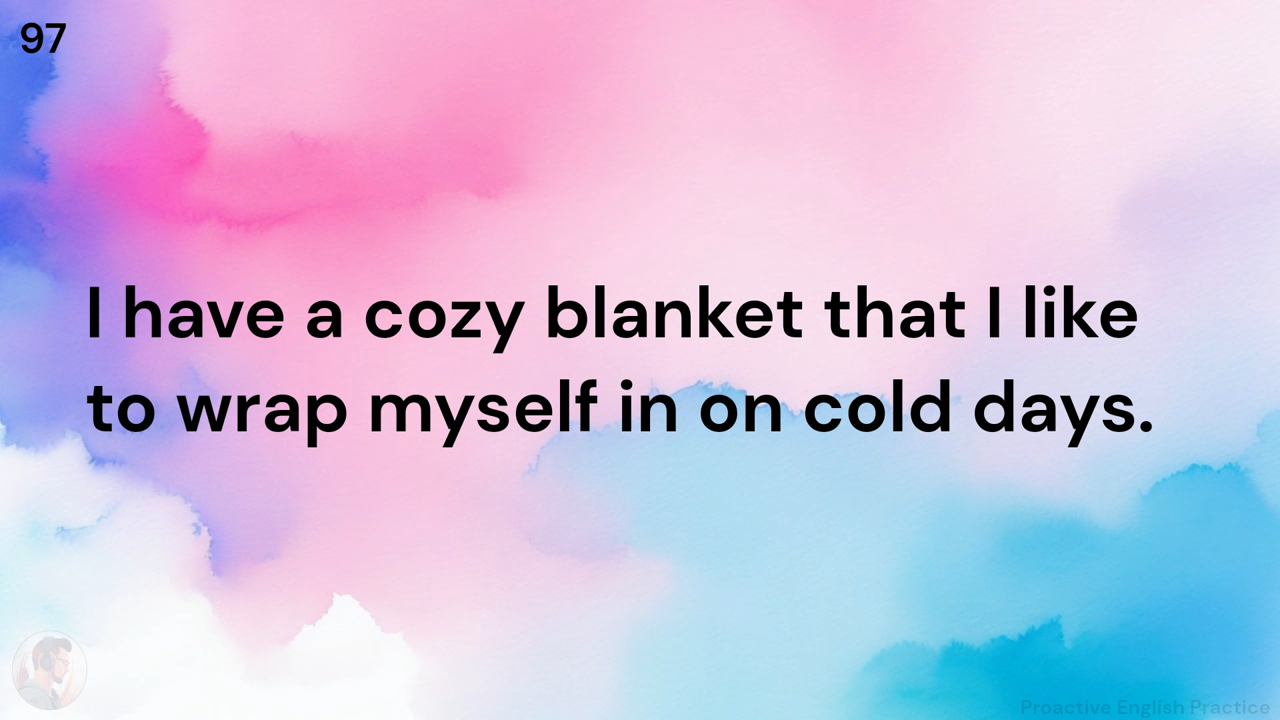 97
I have a cozy blanket that I like
to wrap myself in on cold days.
Proactive English Practice